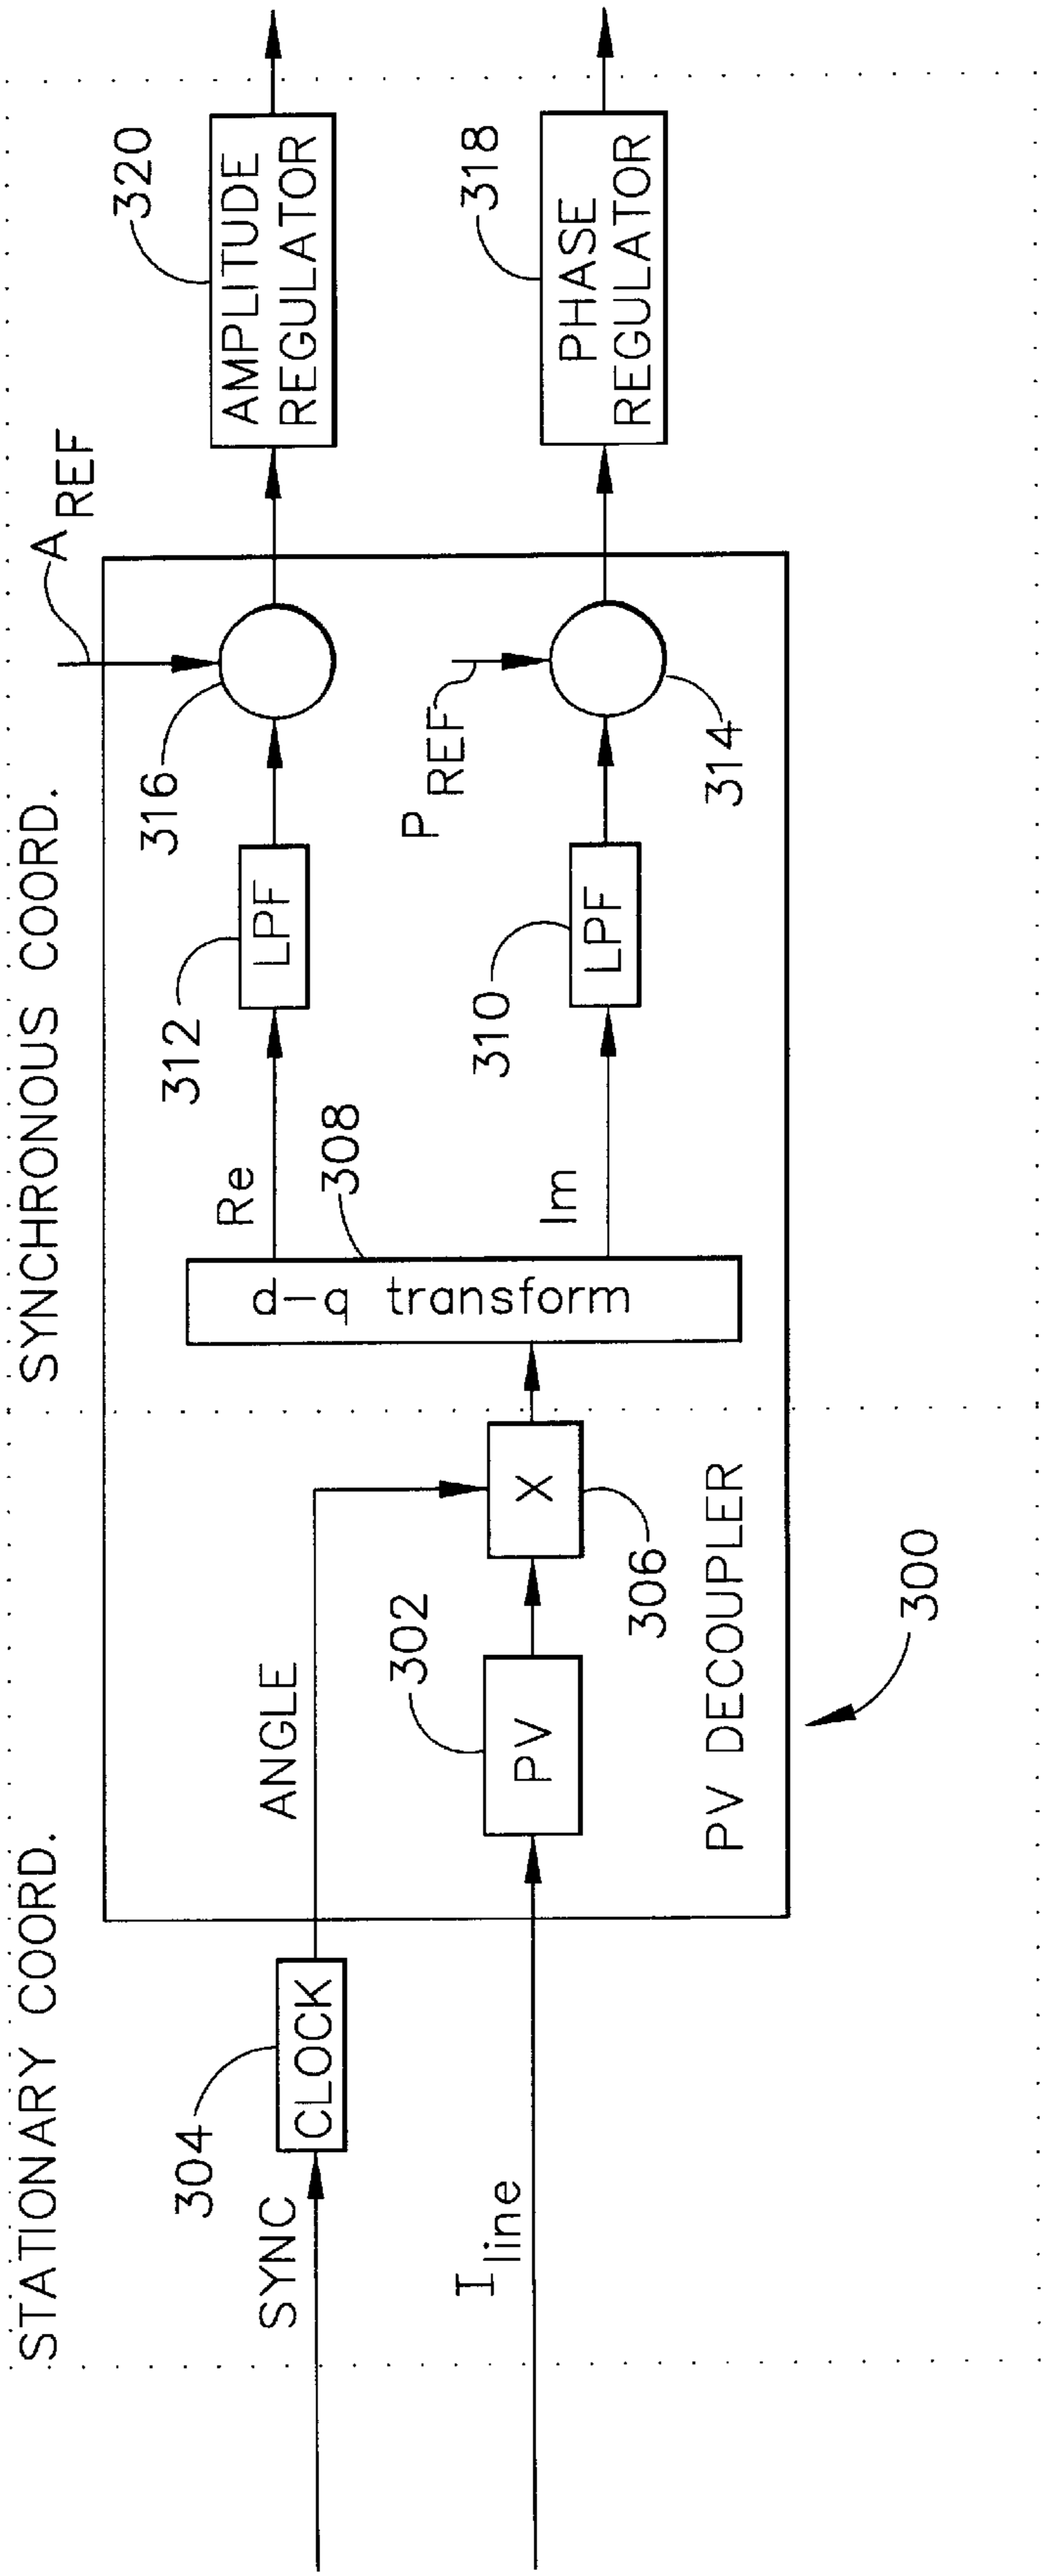 STATIONARY COORD.
SYNCHRONOUS COORD.
A REF
320
AMPLITUDE
REGULATOR
316
312
LPF
Re
304
SYNC
CLOCK
ANGLE
308
d-q transform
P REF
318
PHASE
REGULATOR
314
310
LPF
Im
I line
302
PV
X
306
PV DECOUPLER
300